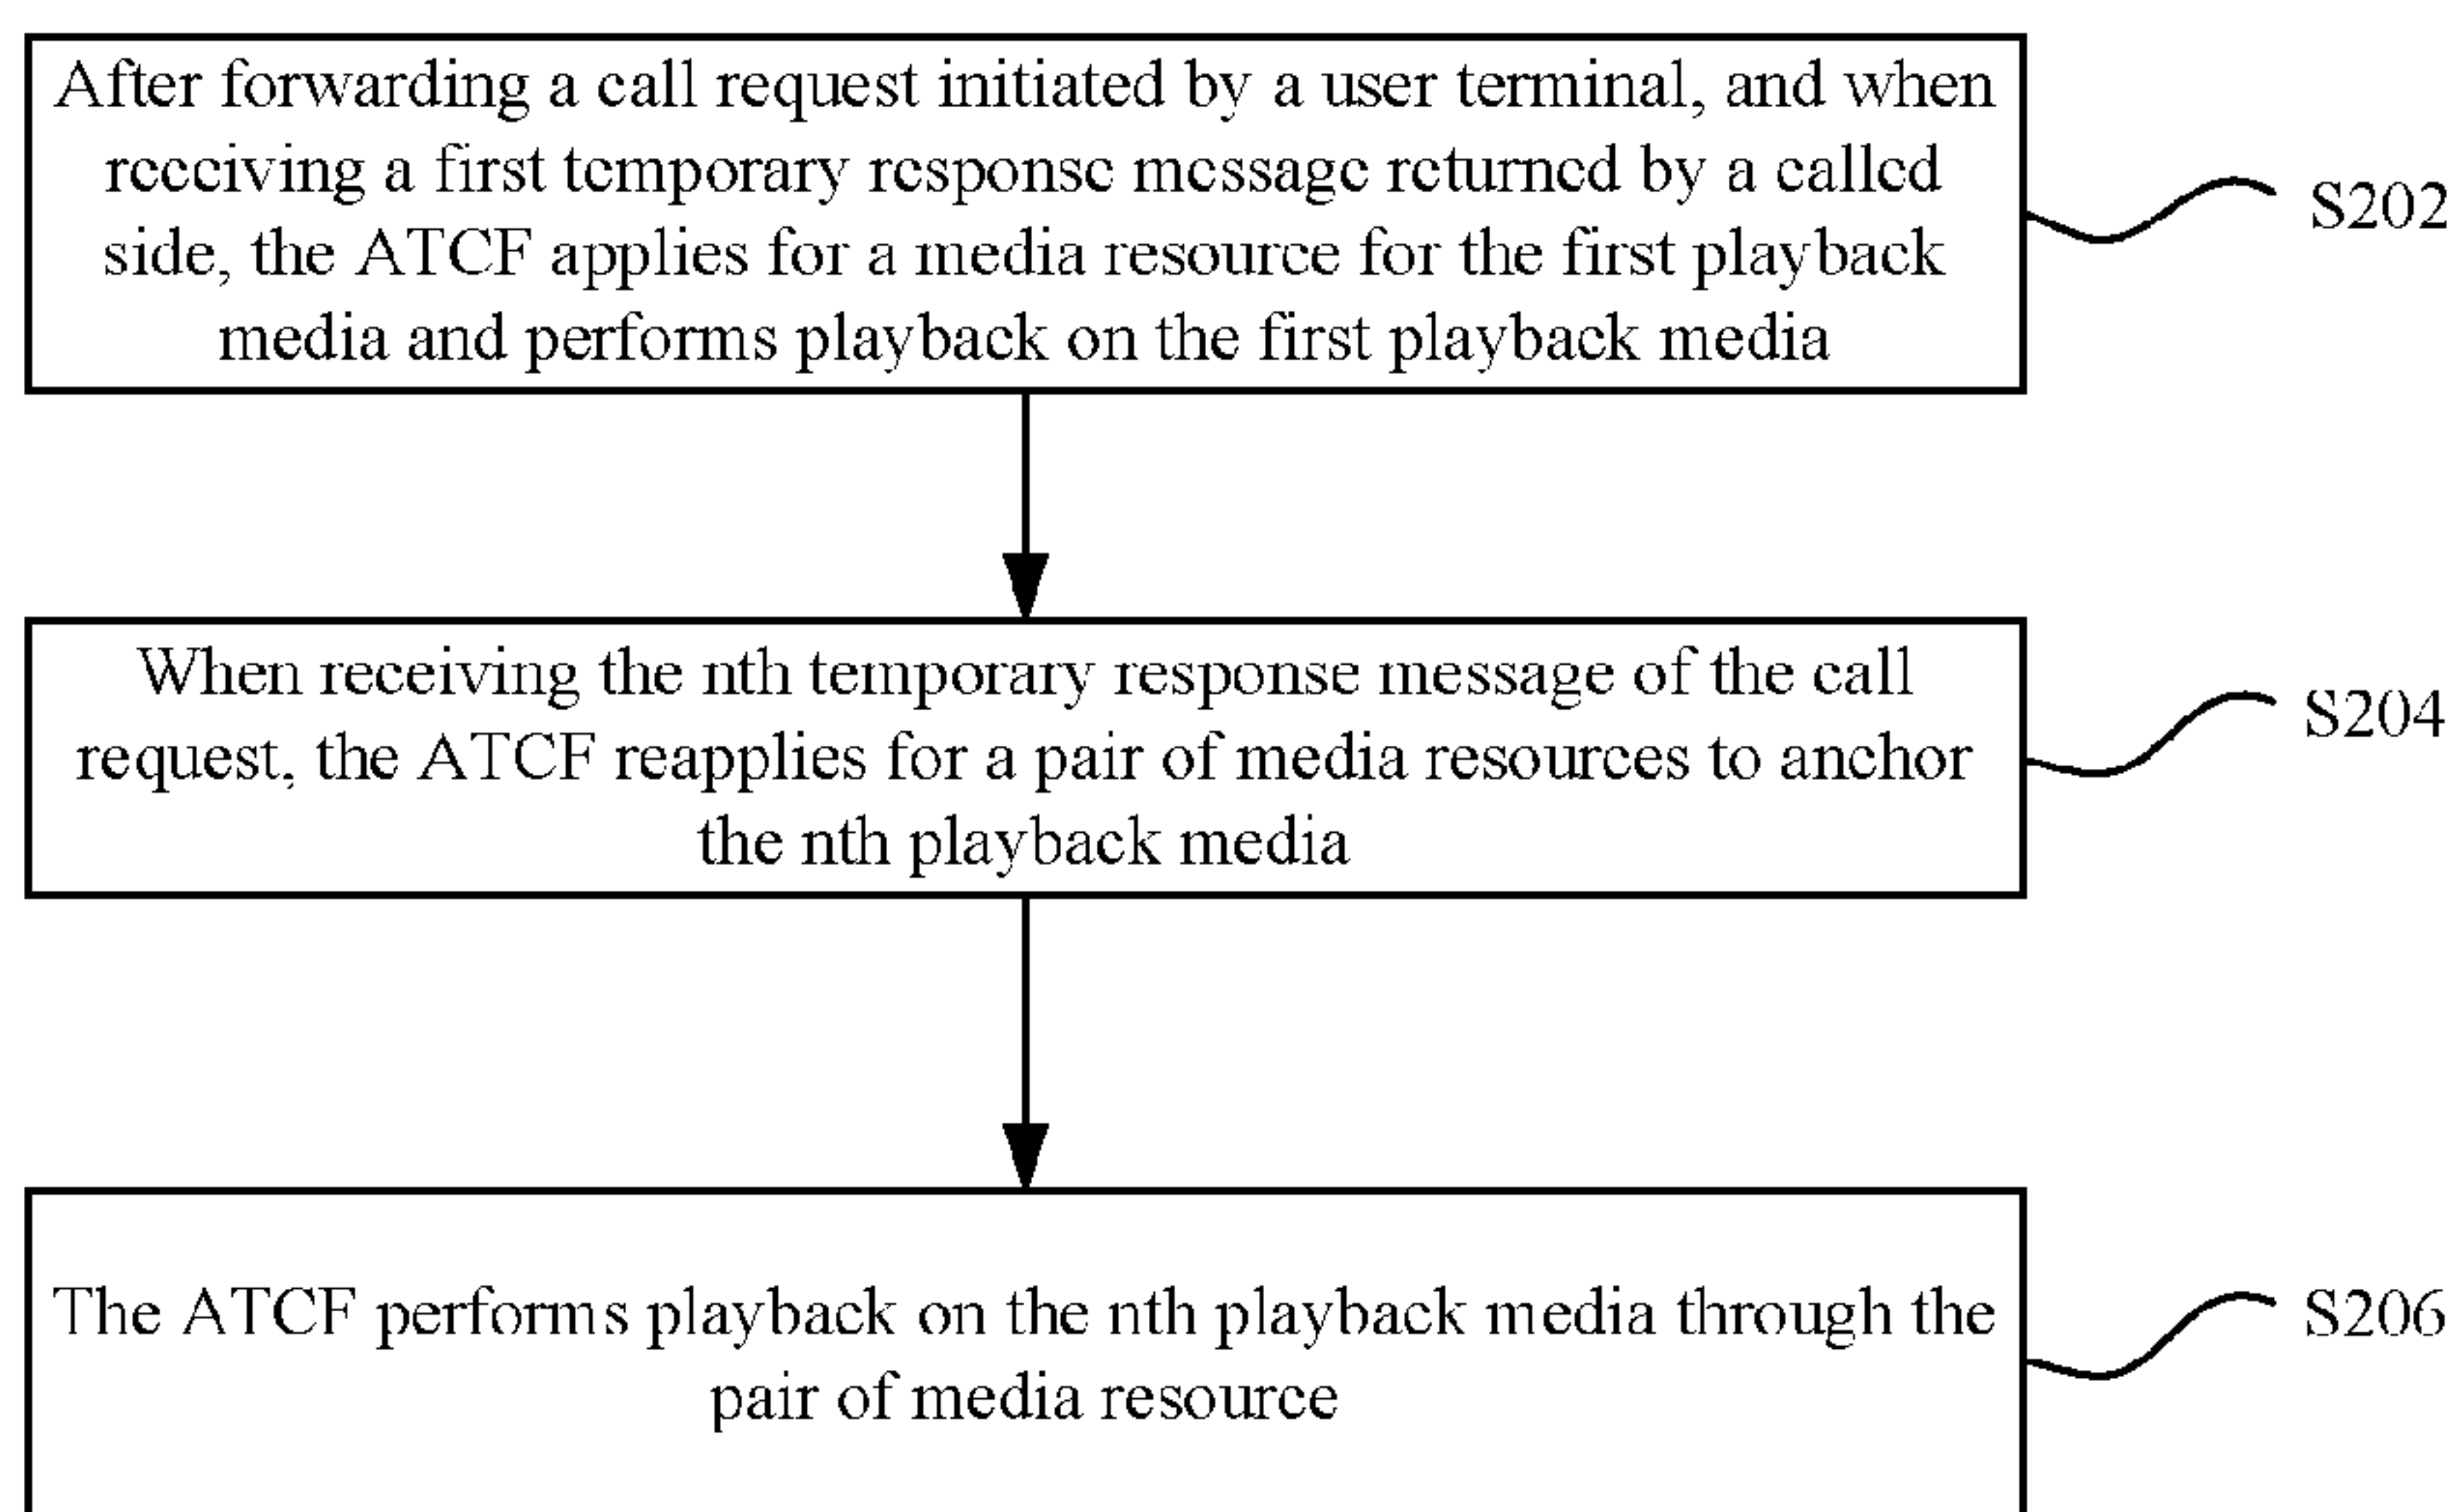 After forwarding a call request initiated by a user terminal, and when
receiving a first temporary response message returned by a called
side, the ATCF applies for a media resource for the first playback
media and performs playback on the first playback media
S202
When receiving the nth temporary response message of the call
request, the ATCF reapplies for a pair of media resources to anchor
the nth playback media
S204
The ATCF performs playback on the nth playback media through the
pair of media resource
S206